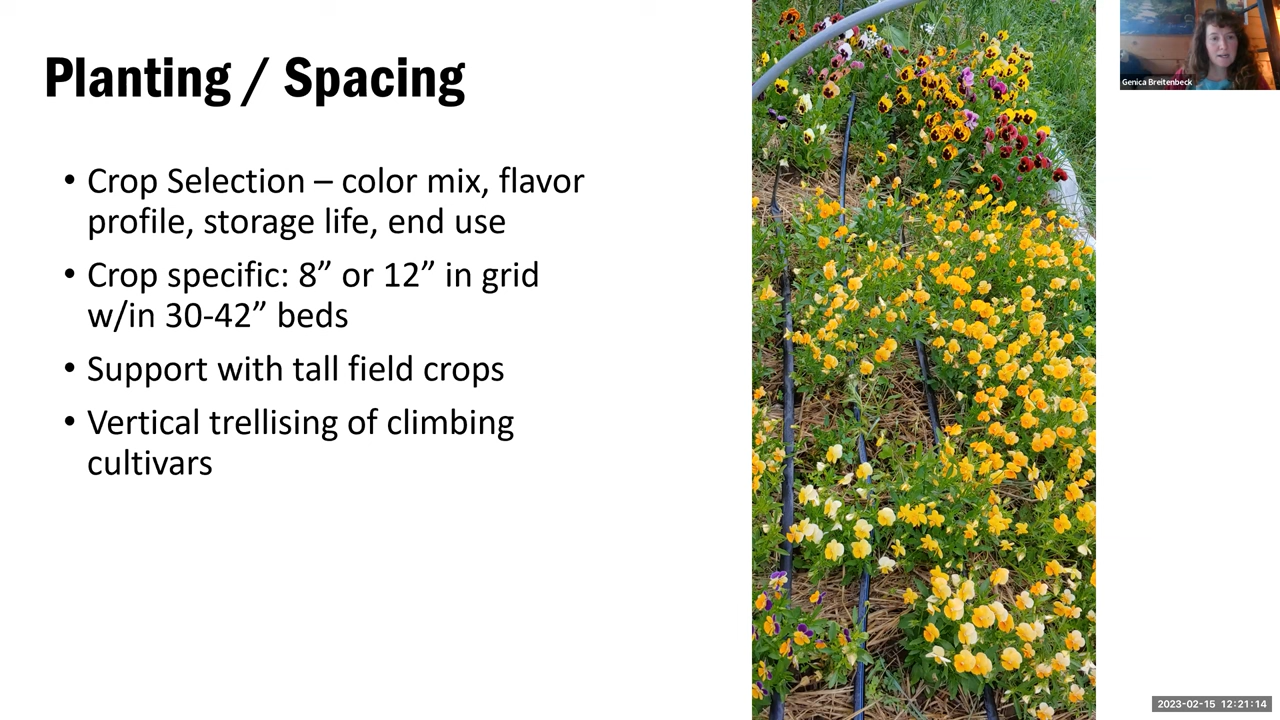 Planting / Spacing
• Crop Selection – color mix, flavor
profile, storage life, end use
• Crop specific: 8” or 12” in grid
w/in 30-42” beds
• Support with tall field crops
• Vertical trellising of climbing
cultivars
Genica Breitenbeck
2023-02-15 12:21:14